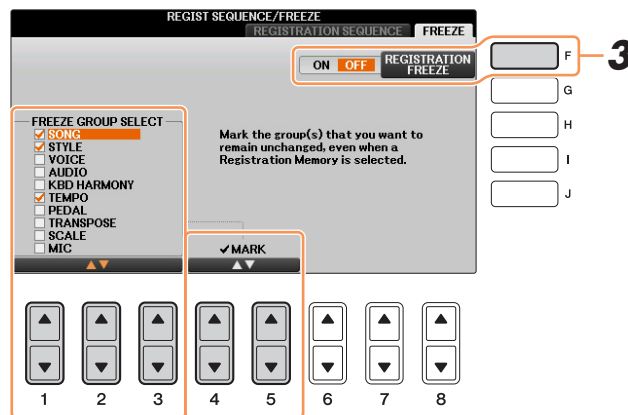 REGIST SEQUENCE/FREEZE
REGISTRATION SEQUENCE FREEZE
ON OFF REGISTRATION FREEZE
F
3
G
H
I
J
FREEZE GROUP SELECT
SONG
STYLE
VOICE
AUDIO
KBD HARMONY
TEMPO
PEDAL
TRANSPOSE
SCALE
MIC
Mark the group(s) that you want to
remain unchanged, even when a
Registration Memory is selected.
✓MARK
1 2 3 4 5 6 7 8